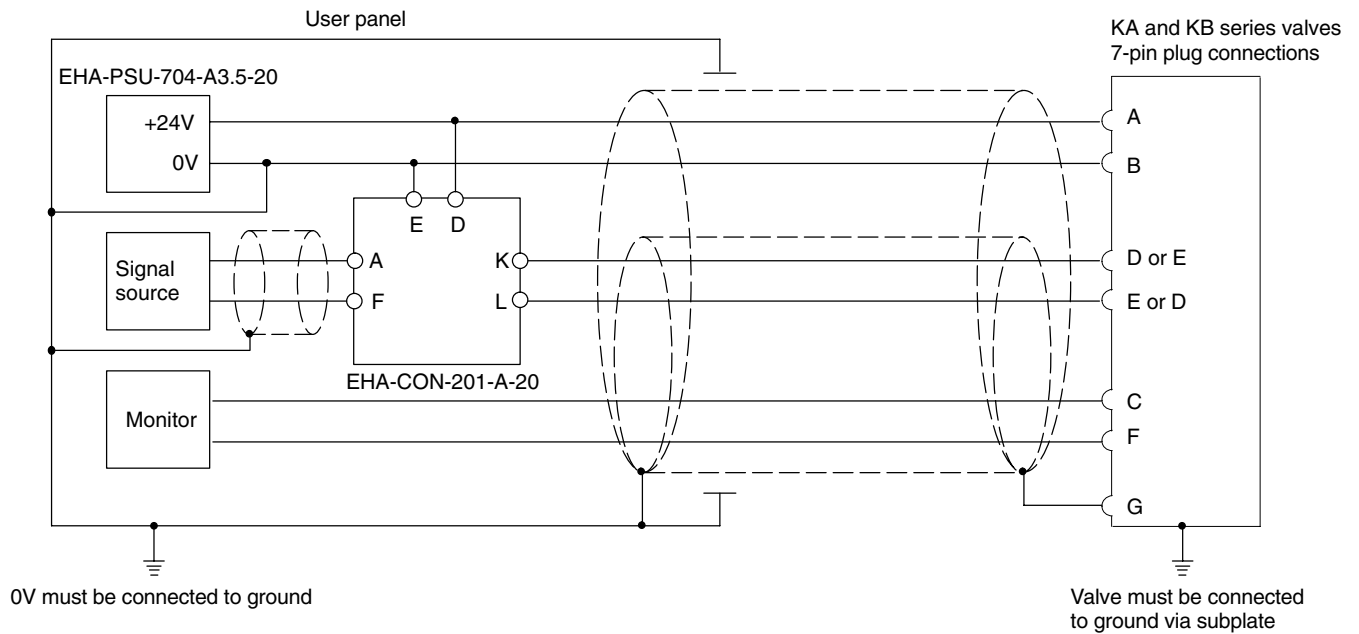 User panel
KA and KB series valves
7-pin plug connections
EHA-PSU-704-A3.5-20
+24V
0V
A
B
E D
Signal
source
A
F
K
L
D or E
E or D
EHA-CON-201-A-20
Monitor
C
F
G
0V must be connected to ground
Valve must be connected
to ground via subplate